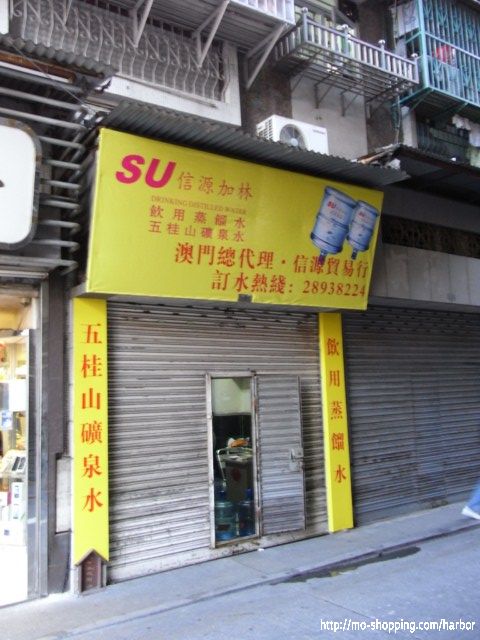 SU 信源加林
DRINKING DISTILLED WATER
飲用蒸餾水
五桂山礦泉水
澳門總代理·信源貿易行
訂水熱綫：28938224
五桂山礦泉水
飲用蒸餾水
http://mo-shopping.com/harbor